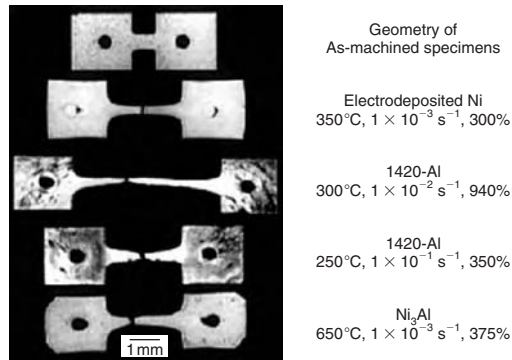 Geometry of
As-machined specimens
Electrodeposited Ni
350°C, 1 × 10⁻³ s⁻¹, 300%
1420-Al
300°C, 1 × 10⁻² s⁻¹, 940%
1420-Al
250°C, 1 × 10⁻¹ s⁻¹, 350%
Ni₃Al
650°C, 1 × 10⁻³ s⁻¹, 375%
1 mm